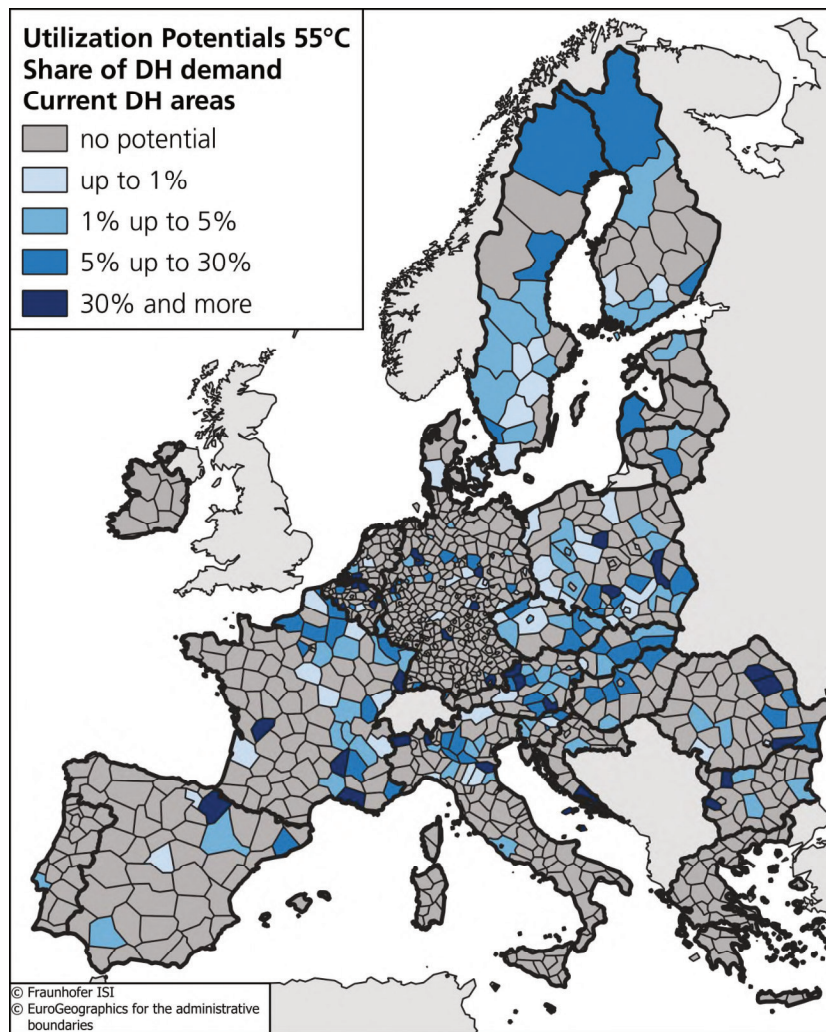 Utilization Potentials 55°C
Share of DH demand
Current DH areas
no potential
up to 1%
1% up to 5%
5% up to 30%
30% and more
© Fraunhofer ISI
© EuroGeographics for the administrative
boundaries